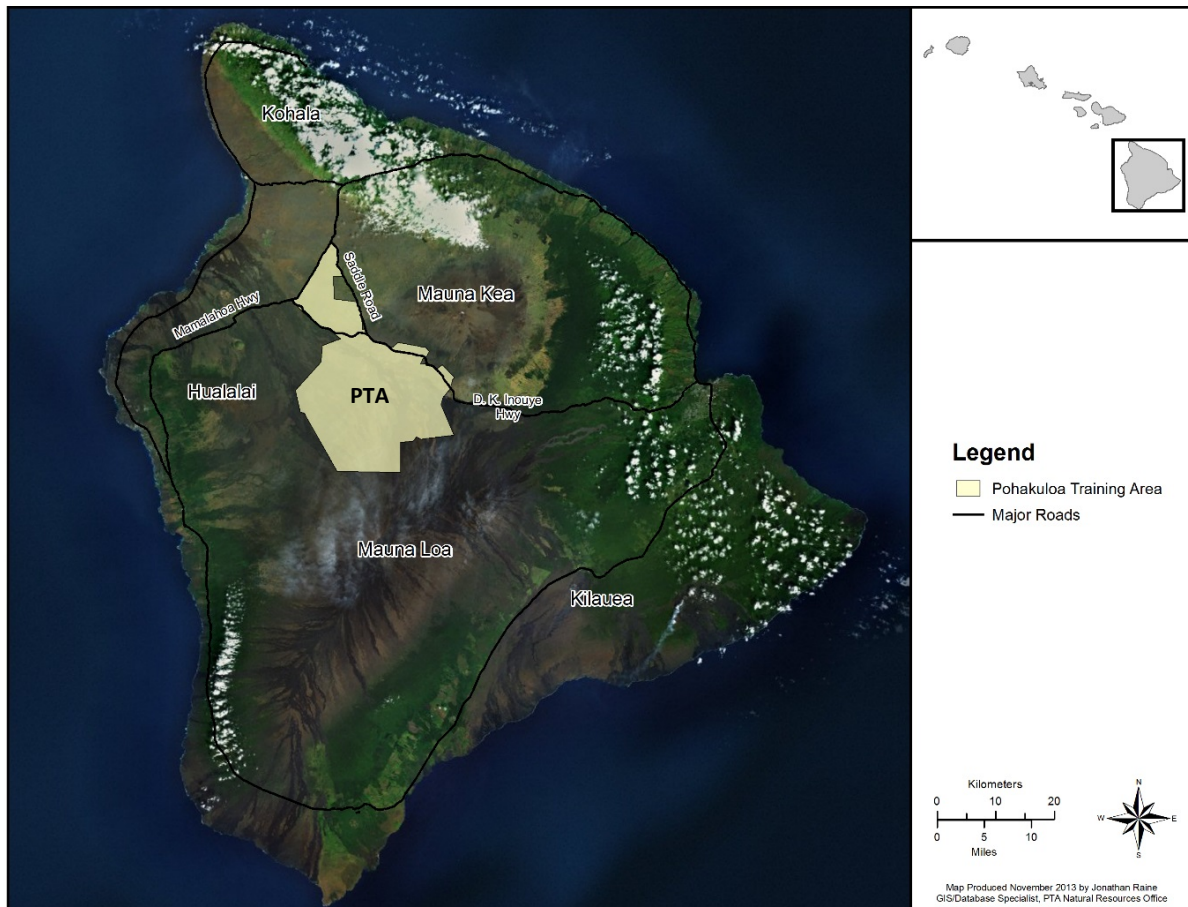 Kohala
Saddle Road
Mauna Kea
Mamalahoa Hwy
Hualalai
PTA
D. K. Inouye
Hwy
Mauna Loa
Kilauea
Legend
Pohakuloa Training Area
Major Roads
Kilometers
0 10 20
0 5 10
Miles
N
W E
S
Map Produced November 2013 by Jonathan Raine
GIS/Database Specialist, PTA Natural Resources Office